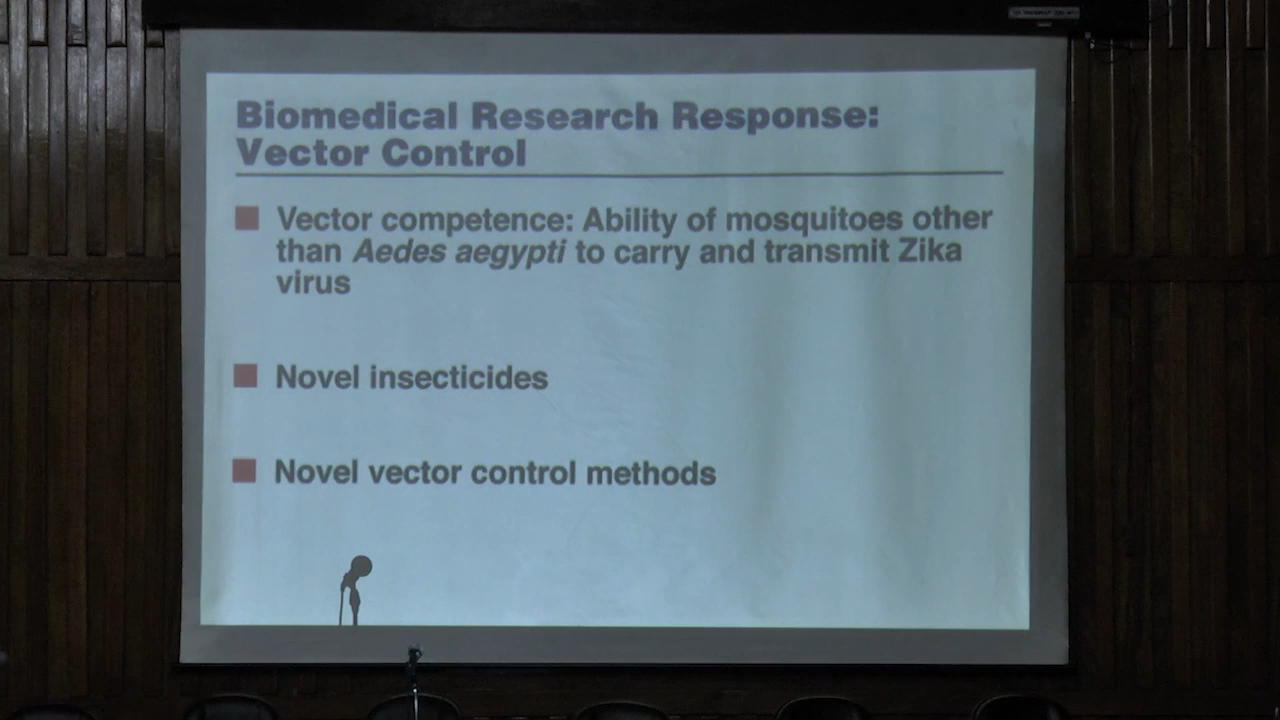 Biomedical Research Response:
Vector Control
Vector competence: Ability of mosquitoes other
than Aedes aegypti to carry and transmit Zika
virus
Novel insecticides
Novel vector control methods